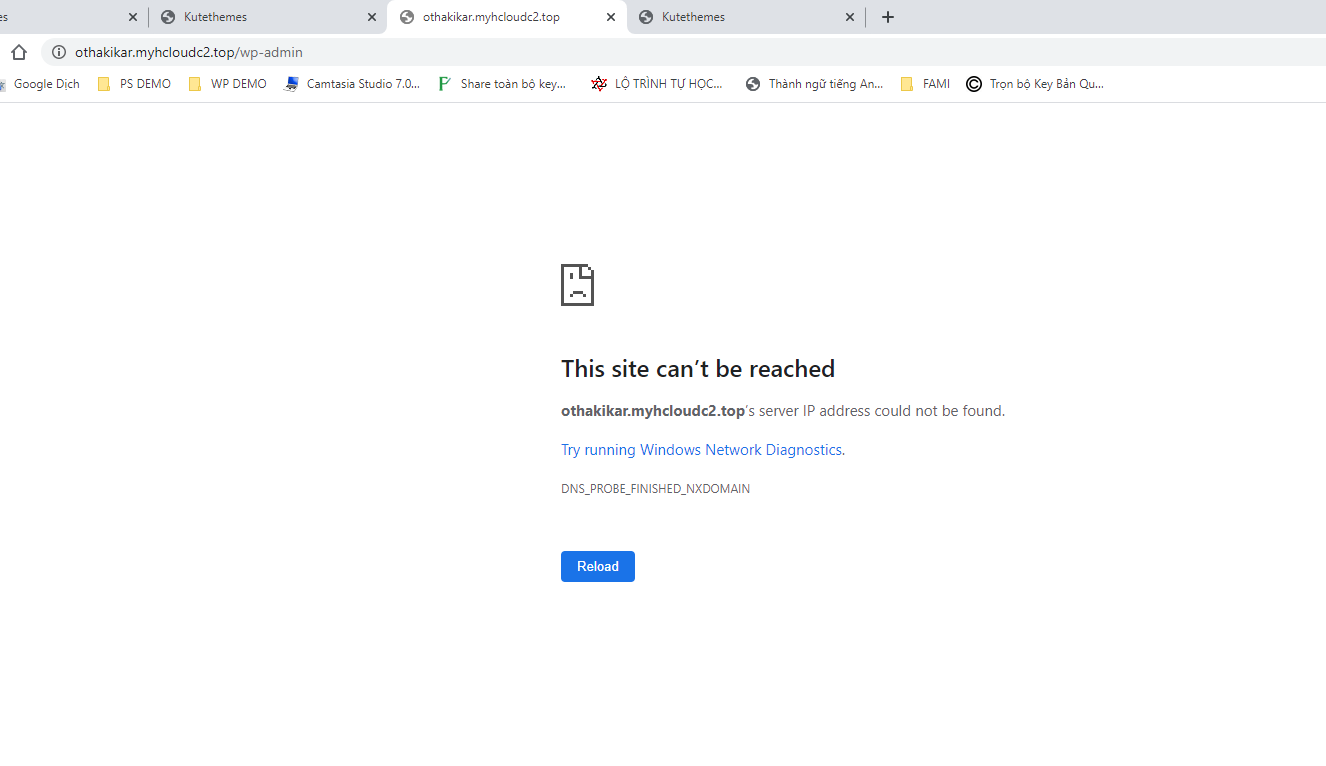 es Kutethemes othakikar.myhcloudc2.top Kutethemes
othakikar.myhcloudc2.top/wp-admin
Google Dịch PS DEMO WP DEMO Camtasia Studio 7.0... Share toàn bộ key... LỘ TRÌNH TỰ HỌC... Thành ngữ tiếng An... FAMI Trọn bộ Key Bản Qu...
This site can’t be reached
othakikar.myhcloudc2.top’s server IP address could not be found.
Try running Windows Network Diagnostics.
DNS_PROBE_FINISHED_NXDOMAIN
Reload